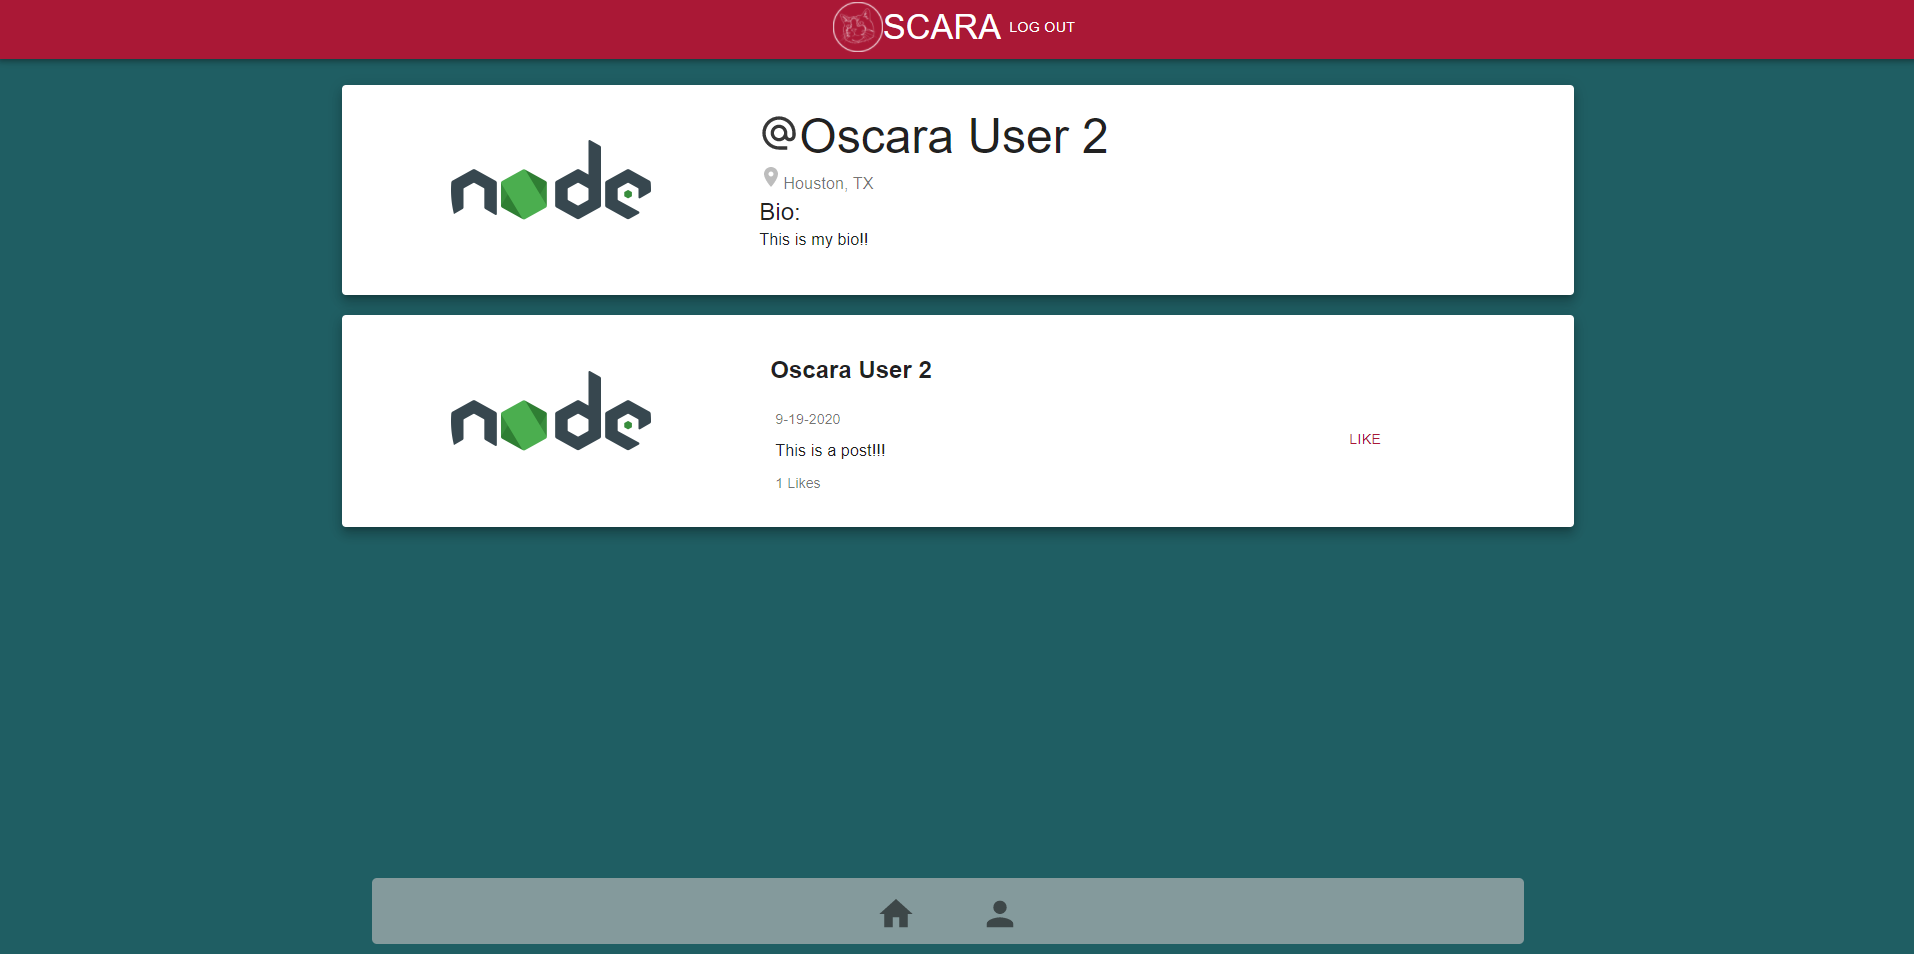 SCARA LOG OUT
node
@Oscara User 2
Houston, TX
Bio:
This is my bio!!
node
Oscara User 2
9-19-2020
This is a post!!!
1 Likes
LIKE